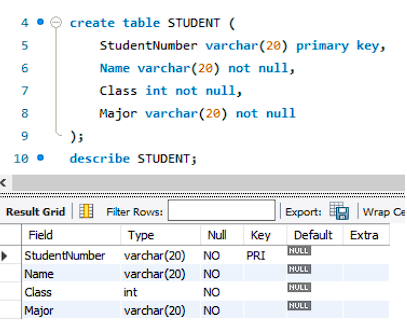 4 create table STUDENT (
5 StudentNumber varchar(20) primary key,
6 Name varchar(20) not null,
7 Class int not null,
8 Major varchar(20) not null
9 );
10 describe STUDENT;
Result Grid Filter Rows: Export: Wrap Ce
Field Type Null Key Default Extra
StudentNumber varchar(20) NO PRI NULL
Name varchar(20) NO NULL
Class int NO NULL
Major varchar(20) NO NULL